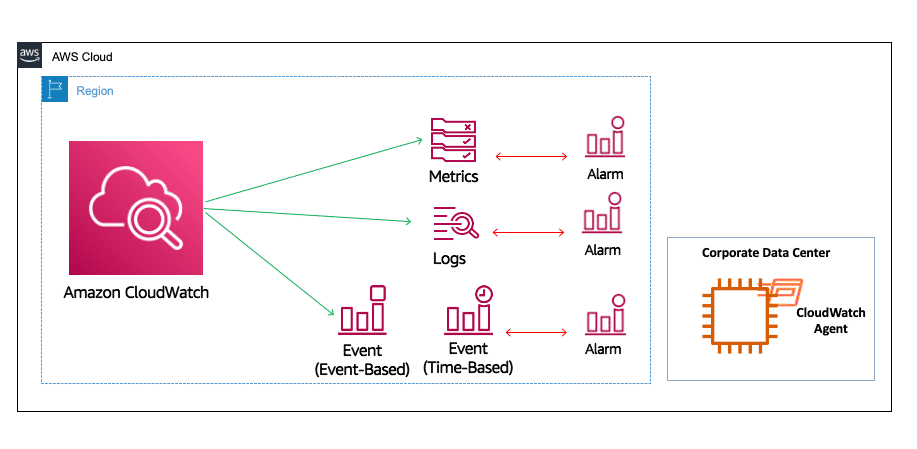 aws
AWS Cloud
Region
Metrics
Alarm
Logs
Alarm
Amazon CloudWatch
Event
(Event-Based)
Event
(Time-Based)
Alarm
Corporate Data Center
CloudWatch
Agent